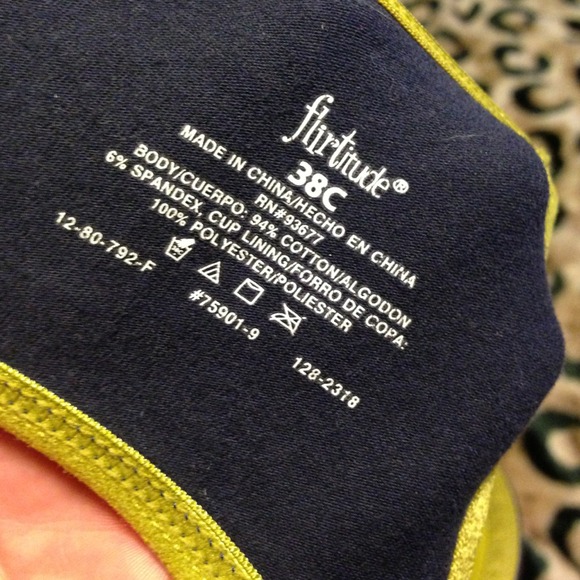 flirtitude®
38C
MADE IN CHINA/HECHO EN CHINA
RN#93677
BODY/CUERPO: 94% COTTON/ALGODON
6% SPANDEX, CUP LINING/FORRO DE COPA:
100% POLYESTER/POLIESTER
12-80-792-F
#75901-9
128-2318